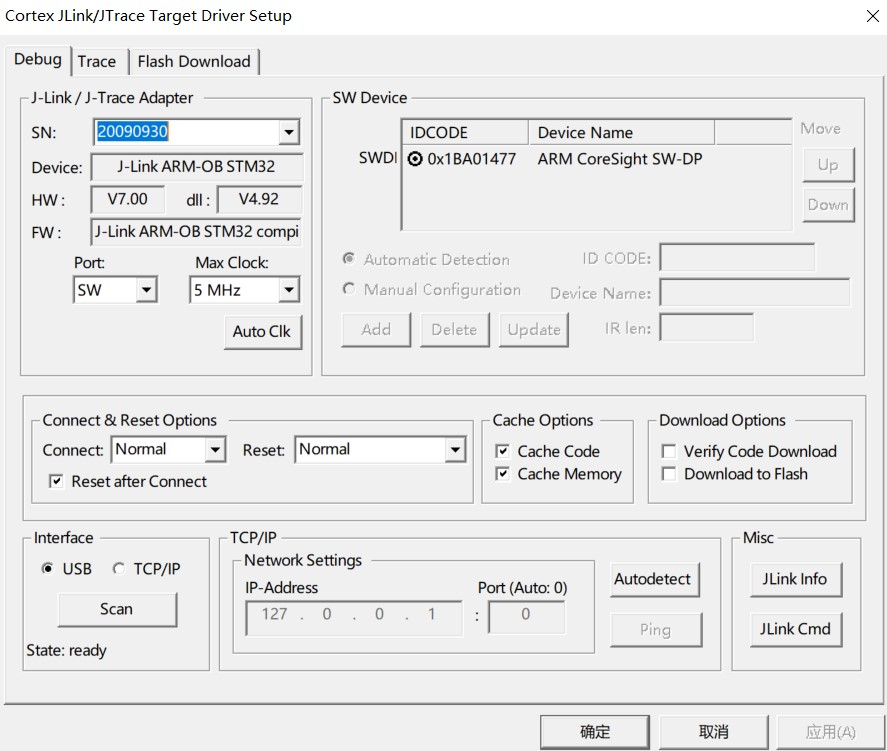 Cortex JLink/JTrace Target Driver Setup
Debug Trace Flash Download
J-Link / J-Trace Adapter
SN: 20090930
Device: J-Link ARM-OB STM32
HW : V7.00 dll : V4.92
FW : J-Link ARM-OB STM32 compi
Port: Max Clock:
SW 5 MHz
Auto Clk
SW Device
IDCODE Device Name
SWDI 0x1BA01477 ARM CoreSight SW-DP
Move
Up
Down
Automatic Detection ID CODE:
Manual Configuration Device Name:
Add Delete Update IR len:
Connect & Reset Options
Connect: Normal Reset: Normal
Reset after Connect
Cache Options
Cache Code
Cache Memory
Download Options
Verify Code Download
Download to Flash
Interface
USB TCP/IP
Scan
State: ready
TCP/IP
Network Settings
IP-Address Port (Auto: 0)
127 . 0 . 0 . 1 : 0
Autodetect
Ping
Misc
JLink Info
JLink Cmd
确定 取消 应用(A)